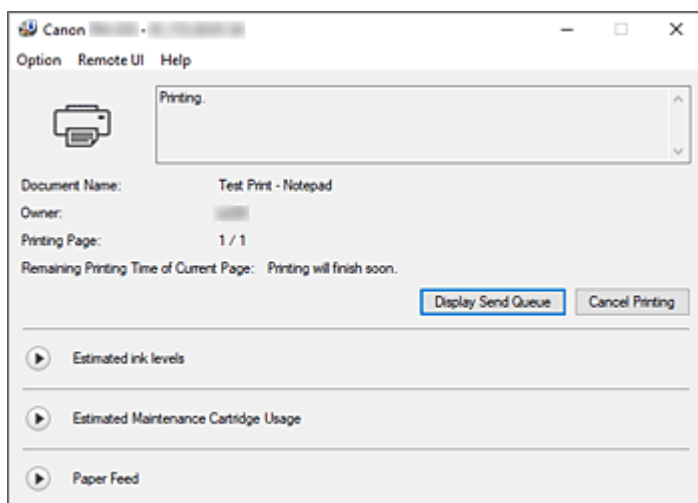 Canon -
Option Remote UI Help
Printing.
Document Name: Test Print - Notepad
Owner:
Printing Page: 1 / 1
Remaining Printing Time of Current Page: Printing will finish soon.
Display Send Queue Cancel Printing
Estimated ink levels
Estimated Maintenance Cartridge Usage
Paper Feed